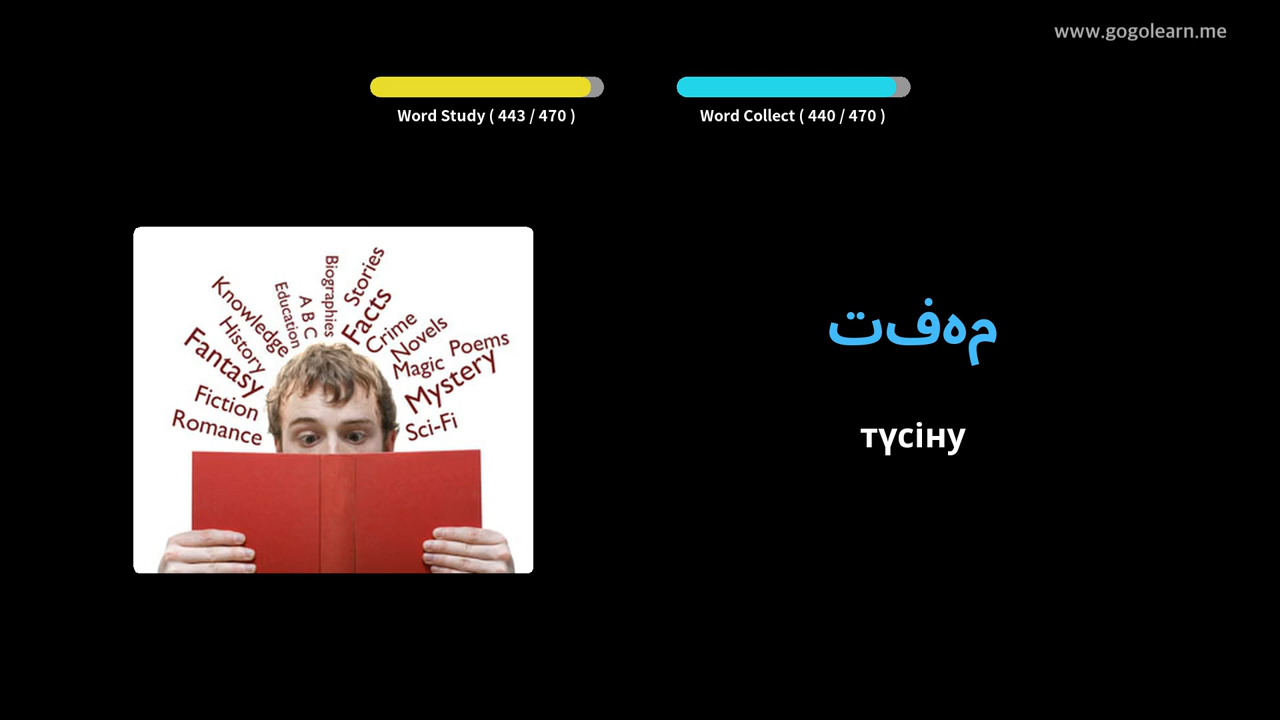 www.gogolearn.me
Word Study ( 443 / 470 )
Word Collect ( 440 / 470 )
Biographies
Stories
Education
A B C
Facts
Knowledge
History
Crime
Novels
Poems
Fantasy
Magic
Mystery
Fiction
Romance
Sci-Fi
مهفت
түсіну